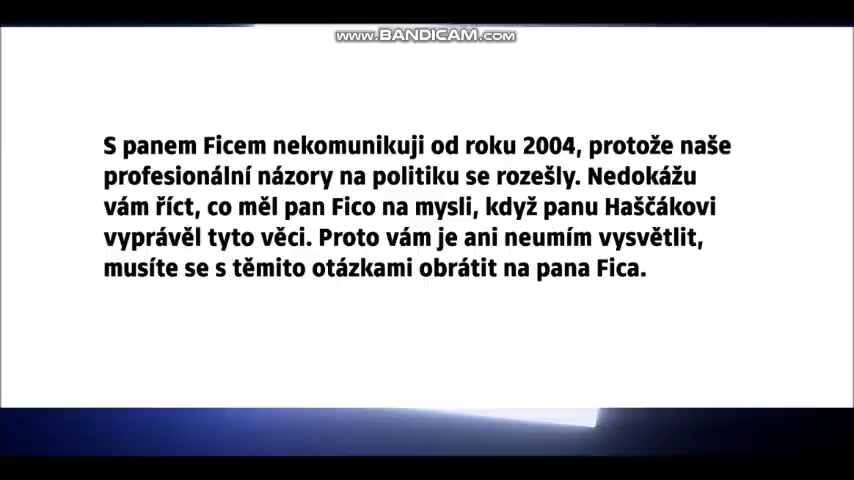 www.BANDICAM.com
S panem Ficem nekomunikuji od roku 2004, protože naše
profesionální názory na politiku se rozešly. Nedokážu
vám říct, co měl pan Fico na mysli, když panu Haščákovi
vyprávěl tyto věci. Proto vám je ani neumím vysvětlit,
musíte se s těmito otázkami obrátit na pana Fica.